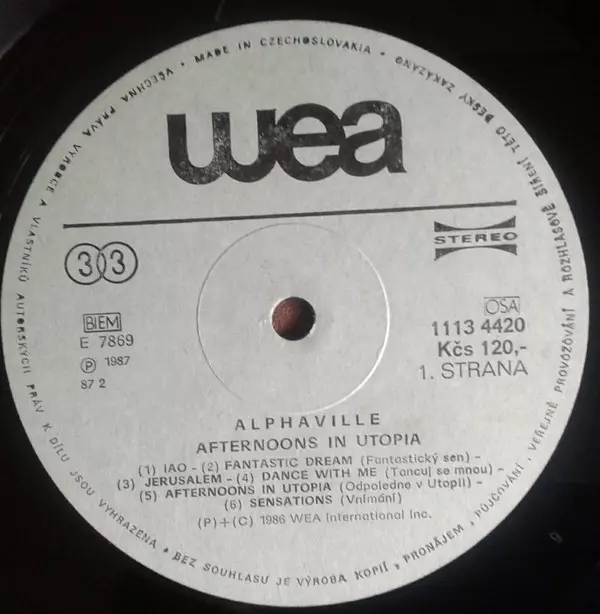 VŠECHNA PRÁVA VÝROBCE A VLASTNÍKŮ AUTORSKÝCH PRÁV K DÍLU JSOU VYHRAZENA • BEZ SOUHLASU JE VÝROBA KOPIÍ, PRONÁJEM, PŮJČOVÁNÍ, VEŘEJNÉ PROVOZOVÁNÍ A ROZHLASOVÉ ŠÍŘENÍ TÉTO DESKY ZAKÁZÁNO • MADE IN CZECHOSLOVAKIA •
wea
33
STEREO
BIEM
E 7869
Ⓟ 1987
87 2
OSA
1113 4420
Kčs 120,-
1. STRANA
ALPHAVILLE
AFTERNOONS IN UTOPIA
(1) IAO - (2) FANTASTIC DREAM (Fantastický sen) -
(3) JERUSALEM - (4) DANCE WITH ME (Tancuj se mnou) -
(5) AFTERNOONS IN UTOPIA (Odpoledne v Utopii) -
(6) SENSATIONS (Vnímání)
(P)+(C) 1986 WEA International Inc.